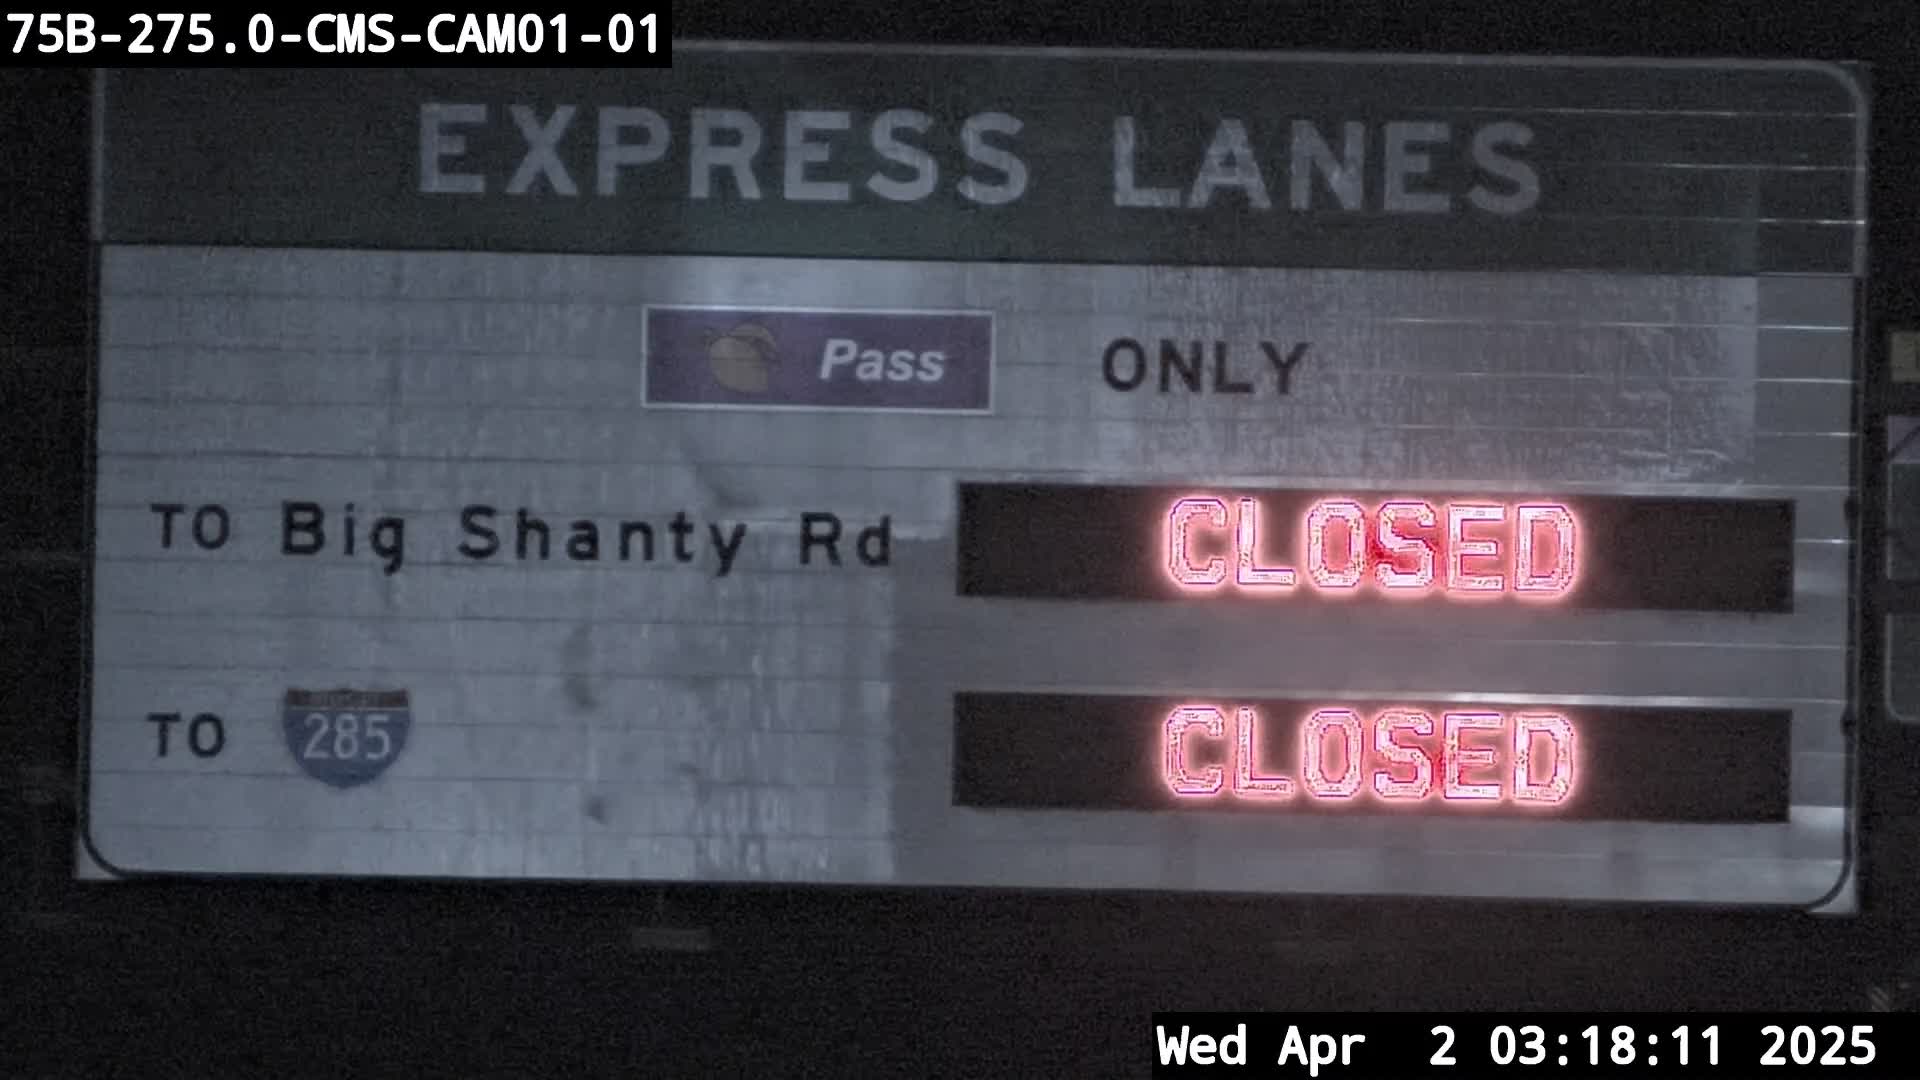 75B-275.0-CMS-CAM01-01
EXPRESS LANES
Pass ONLY
TO Big Shanty Rd CLOSED
TO 285 CLOSED
Wed Apr 2 03:18:11 2025